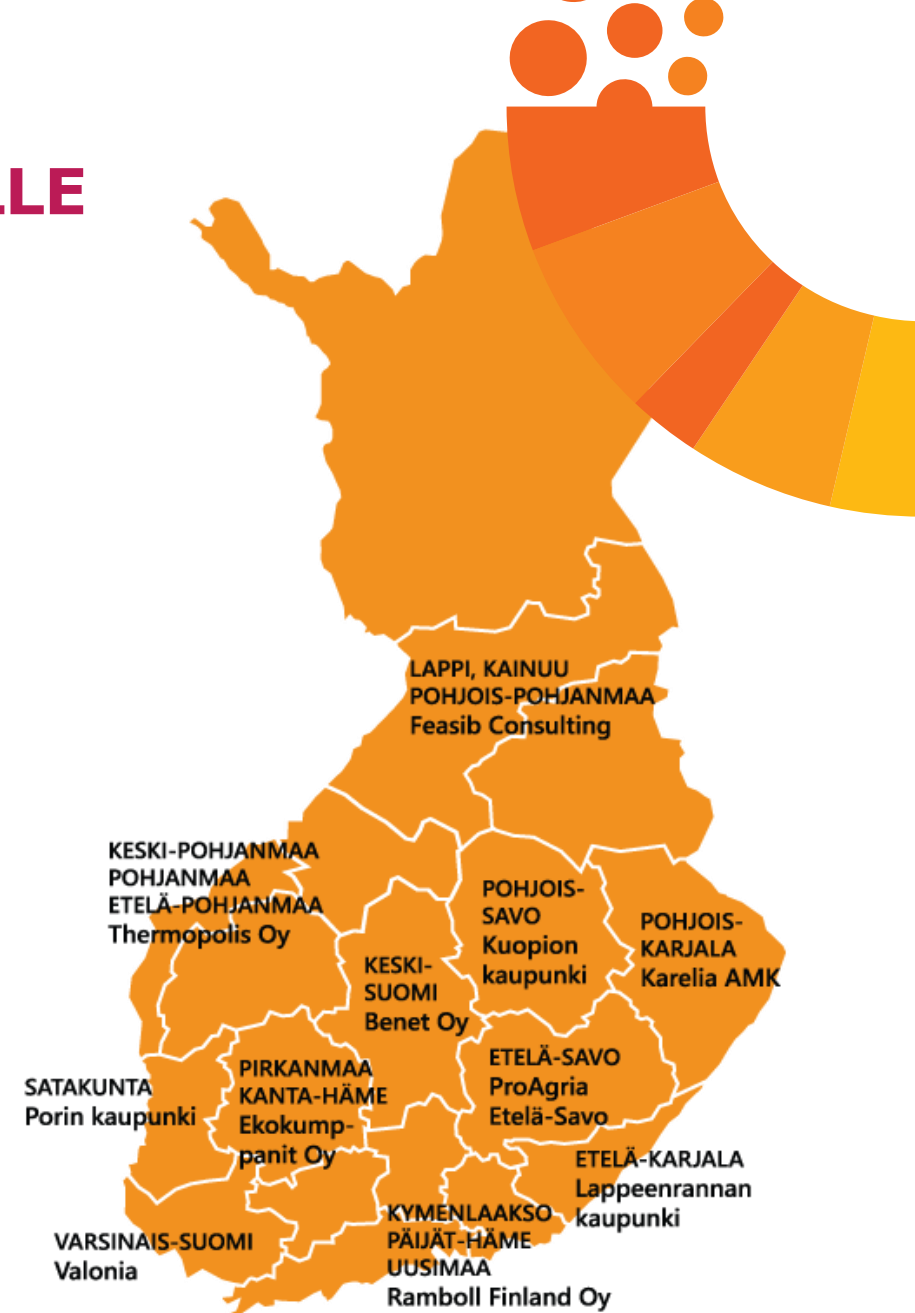 LLE
LAPPI, KAINUU
POHJOIS-POHJANMAA
Feasib Consulting
KESKI-POHJANMAA
POHJANMAA
ETELÄ-POHJANMAA
Thermopolis Oy
POHJOIS-
SAVO
Kuopion
kaupunki
POHJOIS-
KARJALA
Karelia AMK
KESKI-
SUOMI
Benet Oy
SATAKUNTA
Porin kaupunki
PIRKANMAA
KANTA-HÄME
Ekokump-
panit Oy
ETELÄ-SAVO
ProAgria
Etelä-Savo
ETELÄ-KARJALA
Lappeenrannan
kaupunki
VARSINAIS-SUOMI
Valonia
KYMENLAAKSO
PÄIJÄT-HÄME
UUSIMAA
Ramboll Finland Oy